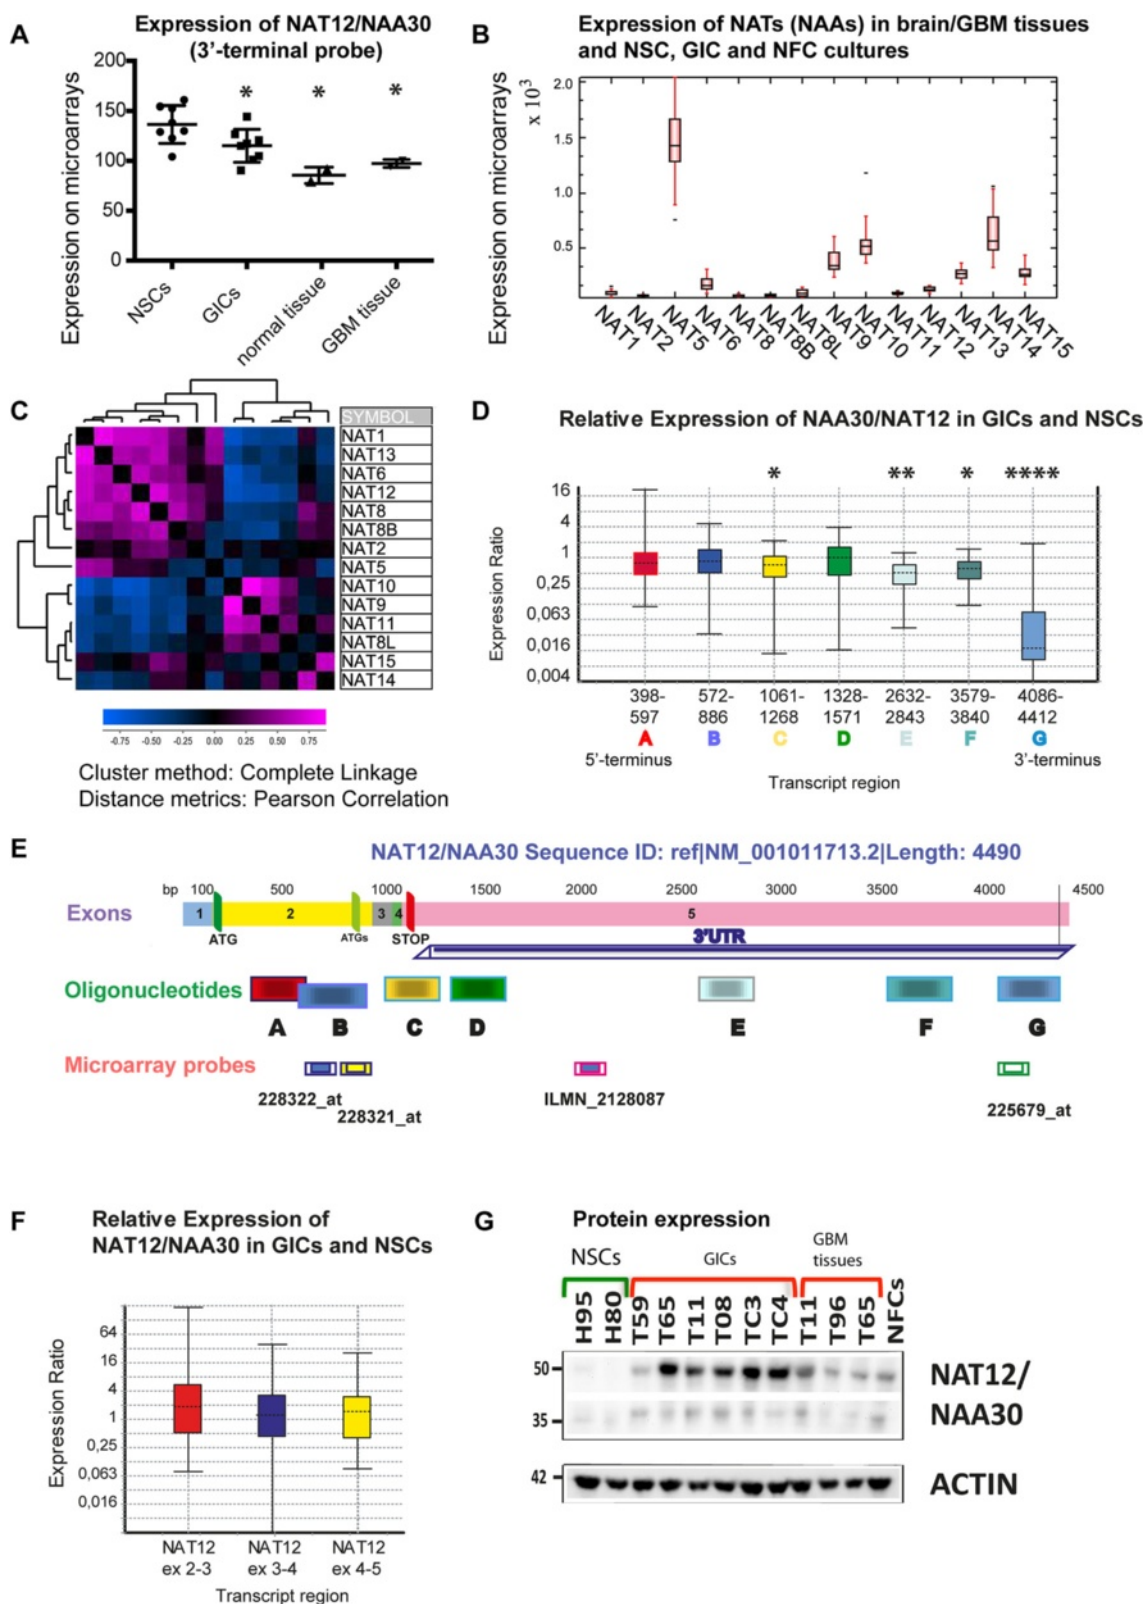 A
Expression of NAT12/NAA30
(3’-terminal probe)
Expression on microarrays
200
150
100
50
0
*
*
*
NSCs
GICs
normal tissue
GBM tissue
B
Expression of NATs (NAAs) in brain/GBM tissues
and NSC, GIC and NFC cultures
Expression on microarrays
x 10³
2.0
1.5
1.0
0.5
NAT1
NAT2
NAT5
NAT6
NAT8
NAT8B
NAT8L
NAT9
NAT10
NAT11
NAT12
NAT13
NAT14
NAT15
C
SYMBOL
NAT1
NAT13
NAT6
NAT12
NAT8
NAT8B
NAT2
NAT5
NAT10
NAT9
NAT11
NAT8L
NAT15
NAT14
-0.75 -0.50 -0.25 0.00 0.25 0.50 0.75
Cluster method: Complete Linkage
Distance metrics: Pearson Correlation
D
Relative Expression of NAA30/NAT12 in GICs and NSCs
* ** * ****
Expression Ratio
16
4
1
0,25
0,063
0,016
0,004
398- 572- 1061- 1328- 2632- 3579- 4086-
597 886 1268 1571 2843 3840 4412
A B C D E F G
5’-terminus 3’-terminus
Transcript region
E
NAT12/NAA30 Sequence ID: ref|NM_001011713.2|Length: 4490
bp 100 500 1000 1500 2000 2500 3000 3500 4000 4500
Exons
1 2 3 4 5
ATG ATGs STOP 3’UTR
Oligonucleotides
A B C D E F G
Microarray probes
228322_at
228321_at
ILMN_2128087
225679_at
F
Relative Expression of
NAT12/NAA30 in GICs and NSCs
Expression Ratio
64
16
4
1
0,25
0,063
0,016
NAT12 NAT12 NAT12
ex 2-3 ex 3-4 ex 4-5
Transcript region
G
Protein expression
NSCs
GICs
GBM
tissues
H95
H80
T59
T65
T11
T08
TC3
TC4
T11
T96
T65
NFCs
50
35
42
NAT12/
NAA30
ACTIN